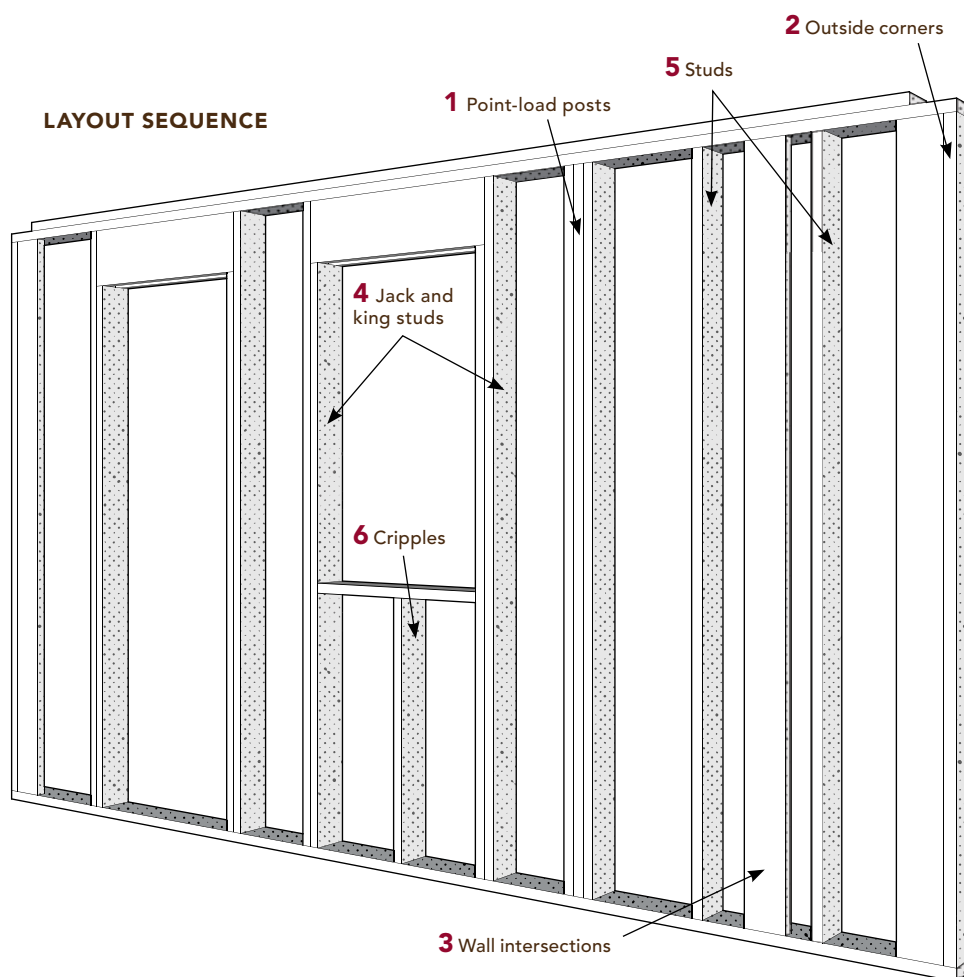 LAYOUT SEQUENCE
1 Point-load posts
2 Outside corners
5 Studs
4 Jack and
king studs
6 Cripples
3 Wall intersections